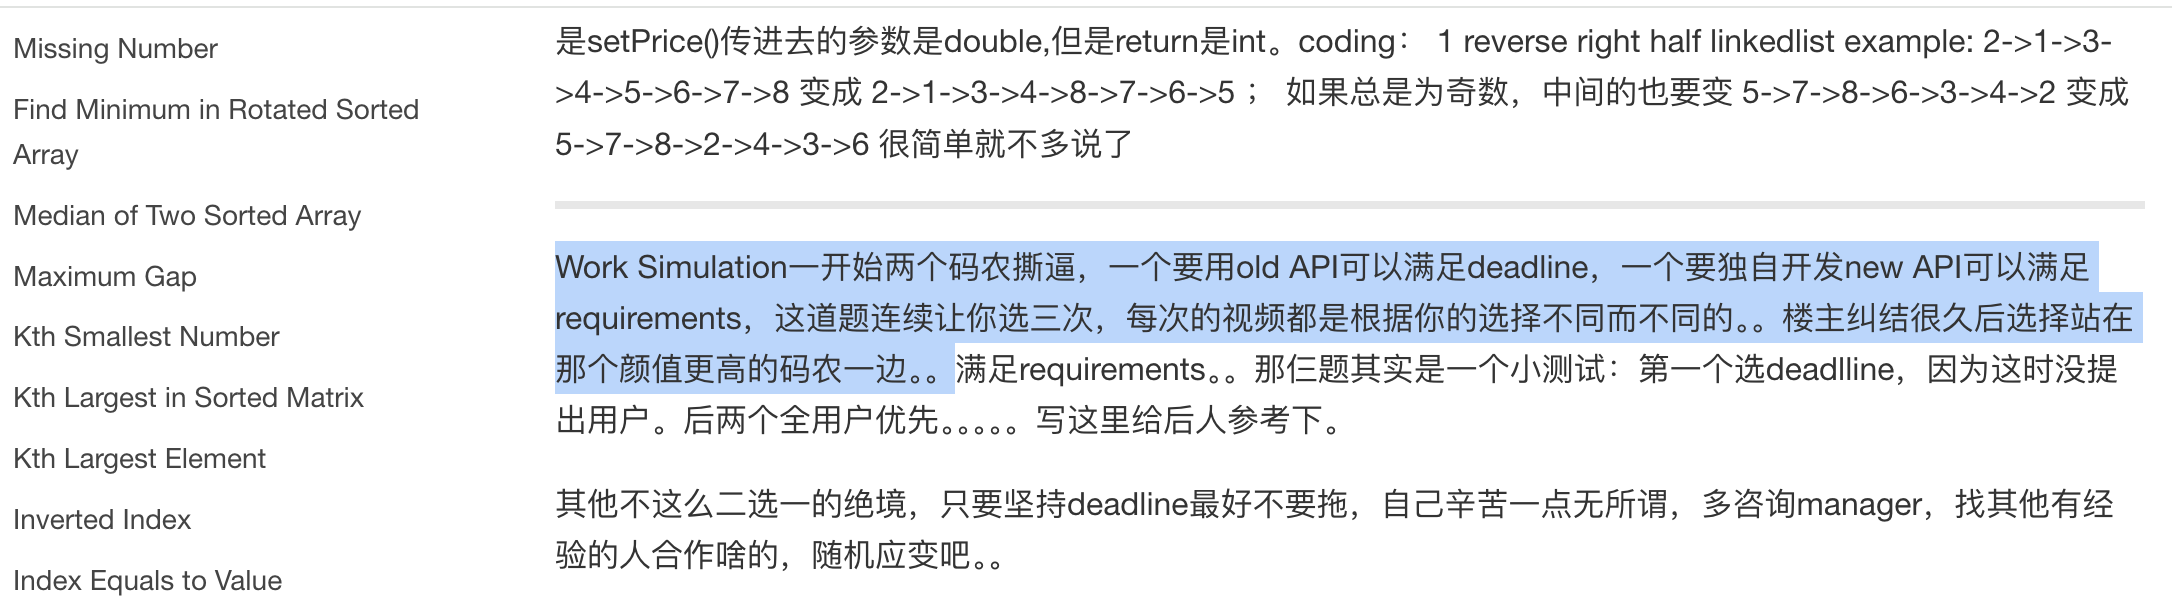 Missing Number
Find Minimum in Rotated Sorted
Array
Median of Two Sorted Array
Maximum Gap
Kth Smallest Number
Kth Largest in Sorted Matrix
Kth Largest Element
Inverted Index
Index Equals to Value
是setPrice()传进去的参数是double,但是return是int。coding： 1 reverse right half linkedlist example: 2->1->3-
>4->5->6->7->8 变成 2->1->3->4->8->7->6->5 ； 如果总是为奇数，中间的也要变 5->7->8->6->3->4->2 变成
5->7->8->2->4->3->6 很简单就不多说了
Work Simulation一开始两个码农撕逼，一个要用old API可以满足deadline，一个要独自开发new API可以满足
requirements，这道题连续让你选三次，每次的视频都是根据你的选择不同而不同的。。楼主纠结很久后选择站在
那个颜值更高的码农一边。。满足requirements。。那仨题其实是一个小测试：第一个选deadlline，因为这时没提
出用户。后两个全用户优先。。。。。写这里给后人参考下。
其他不这么二选一的绝境，只要坚持deadline最好不要拖，自己辛苦一点无所谓，多咨询manager，找其他有经
验的人合作啥的，随机应变吧。。